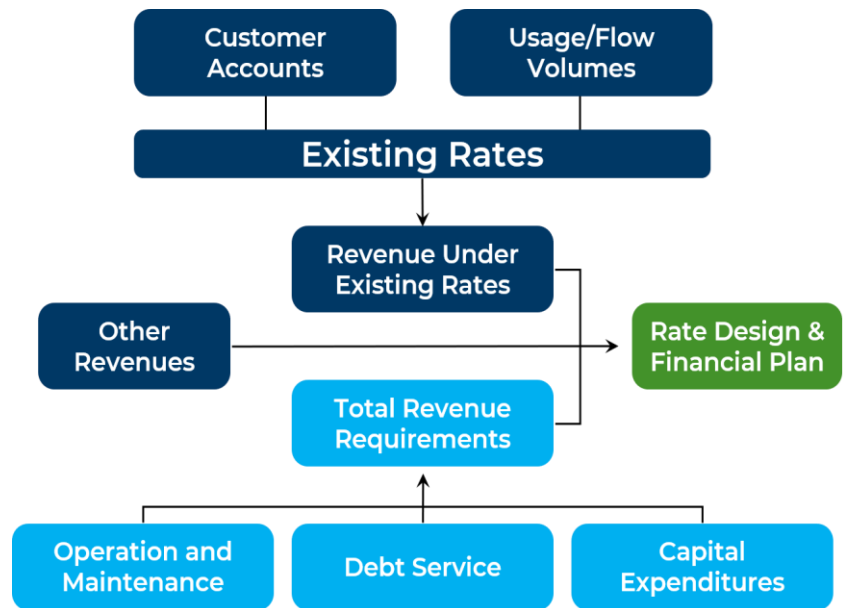 Customer
Accounts
Usage/Flow
Volumes
Existing Rates
Revenue Under
Existing Rates
Other
Revenues
Rate Design &
Financial Plan
Total Revenue
Requirements
Operation and
Maintenance
Debt Service
Capital
Expenditures